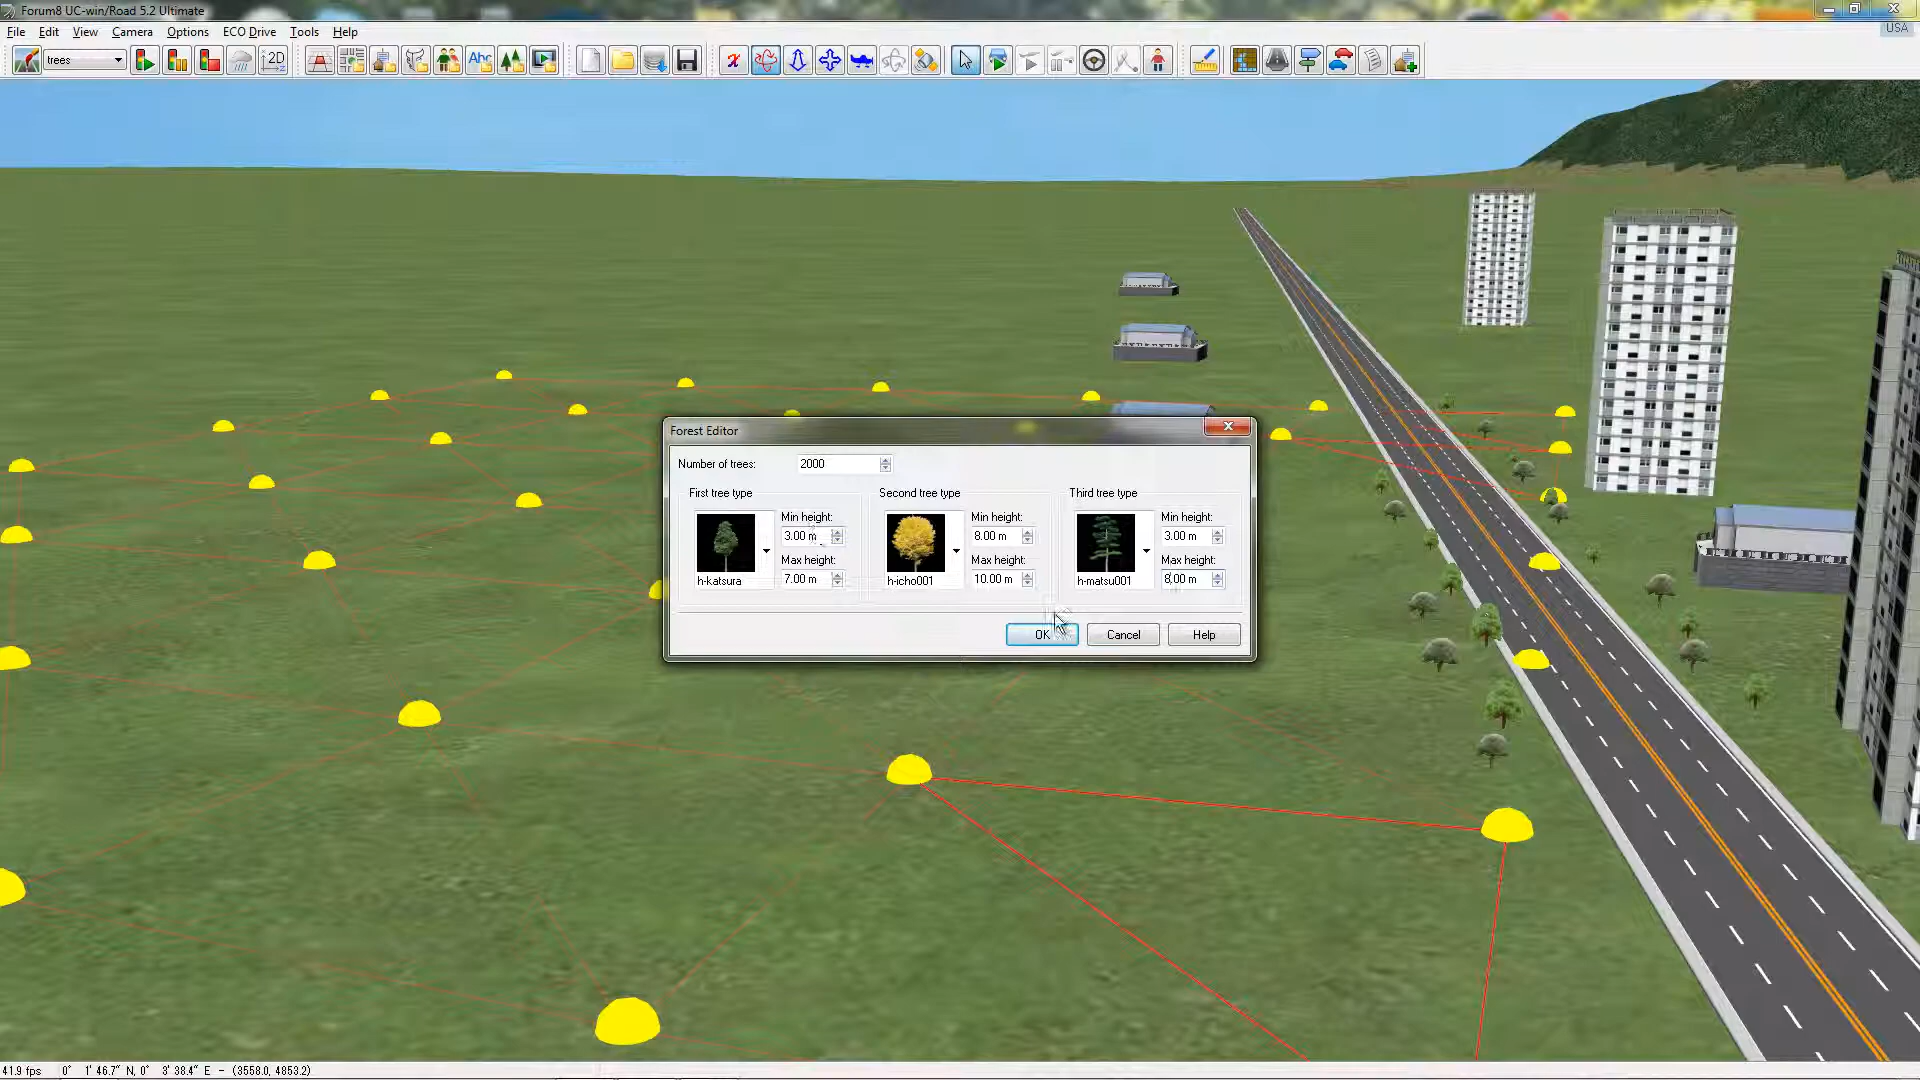 Forum8 UC-win/Road 5.2 Ultimate
File Edit View Camera Options ECO Drive Tools Help
USA
trees
2D
Abc
x
Forest Editor
Number of trees: 2000
First tree type Second tree type Third tree type
Min height: Min height: Min height:
3.00 m 8.00 m 3.00 m
Max height: Max height: Max height:
7.00 m 10.00 m 8.00 m
h-katsura h-icho001 h-matsu001
OK Cancel Help
41.9 fps 0° 1' 46.7" N, 0° 3' 38.4" E - (3558.0, 4853.2)